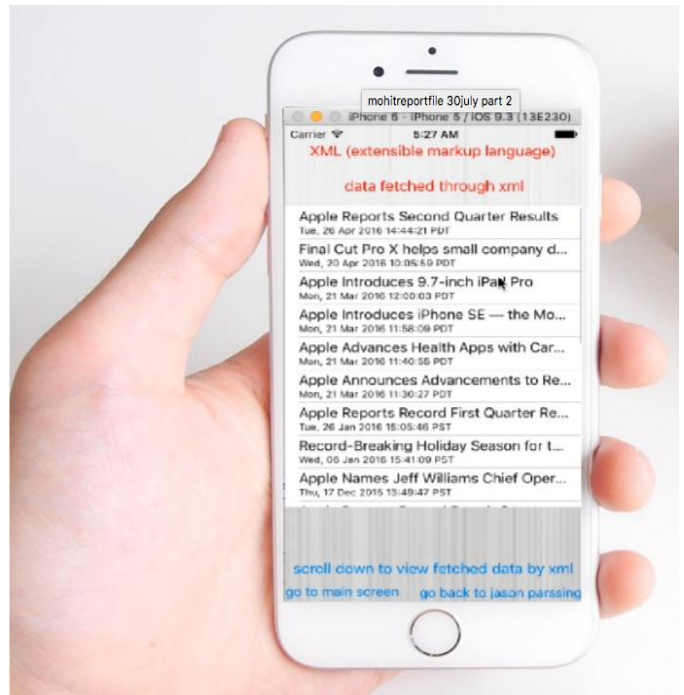 mohitreportfile 30july part 2
iPhone 6 - iPhone 6 / iOS 9.3 (13E230)
Carrier 5:27 AM
XML (extensible markup language)
data fetched through xml
Apple Reports Second Quarter Results
Tue, 26 Apr 2016 14:44:21 PDT
Final Cut Pro X helps small company d...
Wed, 20 Apr 2016 10:05:59 PDT
Apple Introduces 9.7-inch iPad Pro
Mon, 21 Mar 2016 12:00:03 PDT
Apple Introduces iPhone SE — the Mo...
Mon, 21 Mar 2016 11:58:09 PDT
Apple Advances Health Apps with Car...
Mon, 21 Mar 2016 11:40:55 PDT
Apple Announces Advancements to Re...
Mon, 21 Mar 2016 11:30:27 PDT
Apple Reports Record First Quarter Re...
Tue, 26 Jan 2016 15:05:46 PST
Record-Breaking Holiday Season for t...
Wed, 06 Jan 2016 15:41:09 PST
Apple Names Jeff Williams Chief Oper...
Thu, 17 Dec 2015 13:49:47 PST
scroll down to view fetched data by xml
go to main screen go back to jason parssing